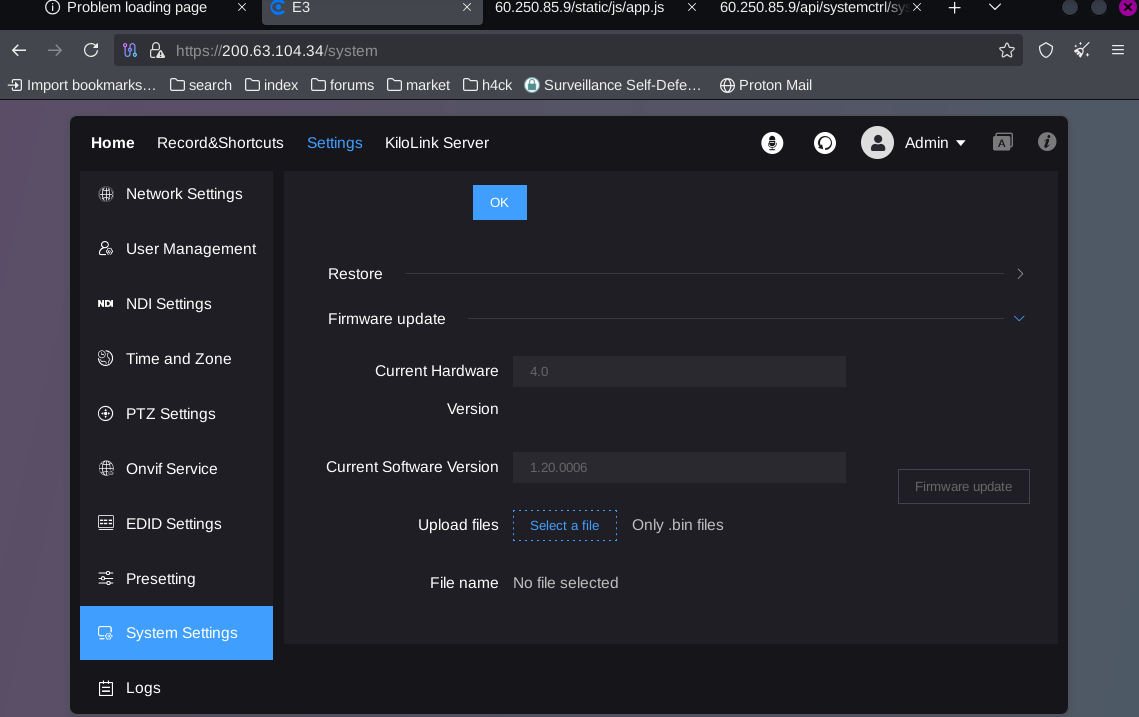 Problem loading page
E3
60.250.85.9/static/js/app.js
60.250.85.9/api/systemctrl/sys
https://200.63.104.34/system
Import bookmarks…
search
index
forums
market
h4ck
Surveillance Self-Defe…
Proton Mail
Home
Record&Shortcuts
Settings
KiloLink Server
Admin
A
i
Network Settings
User Management
NDI
NDI Settings
Time and Zone
PTZ Settings
Onvif Service
EDID Settings
Presetting
System Settings
Logs
OK
Restore
Firmware update
Current Hardware
Version
4.0
Current Software Version
1.20.0006
Firmware update
Upload files
Select a file
Only .bin files
File name
No file selected